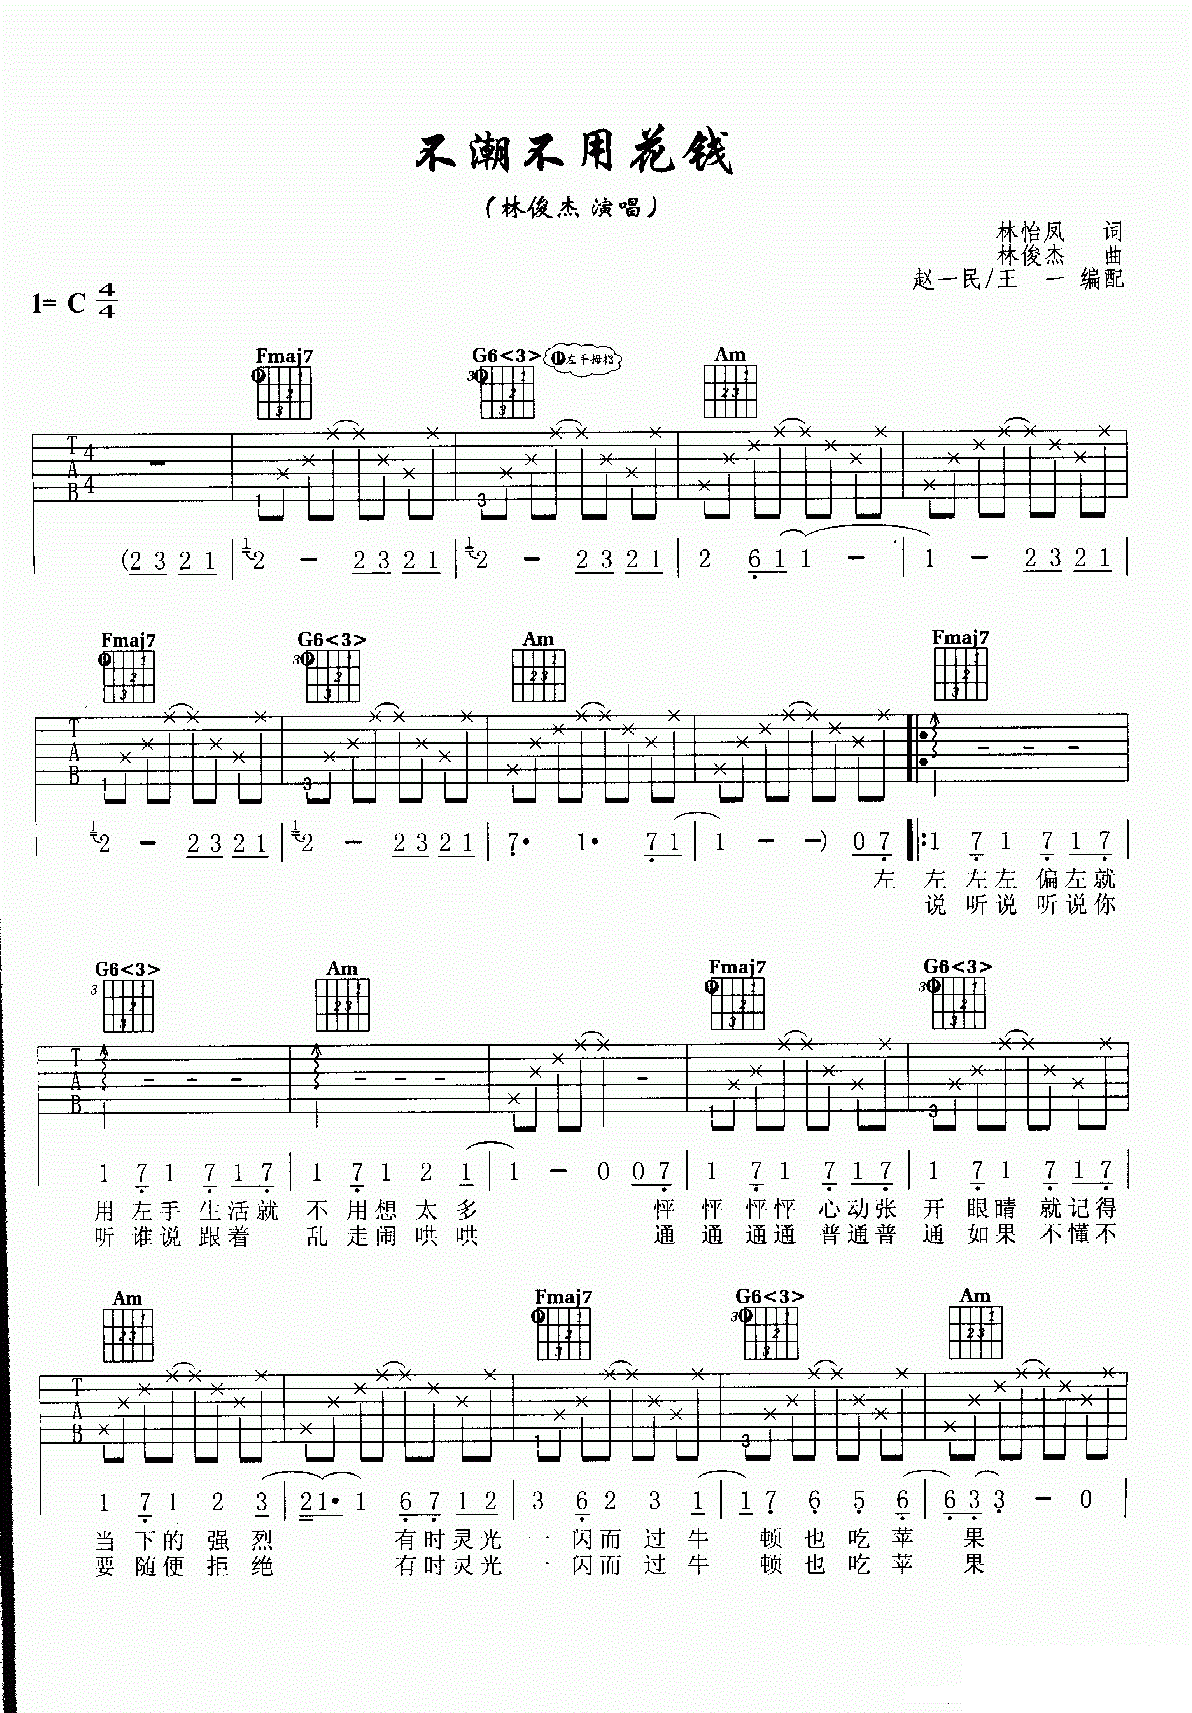 不潮不用花钱
(林俊杰 演唱)
林怡凤 词
林俊杰 曲
赵一民/王 一 编配
1= C 4/4
Fmaj7 G6<3> 左手拇指 Am
T A B 4 4
(2 3 2 1 | 2 - 2 3 2 1 | 2 - 2 3 2 1 | 2 6 1 1 - | 1 - 2 3 2 1 |
Fmaj7 G6<3> Am Fmaj7
T A B
| 2 - 2 3 2 1 | 2 - 2 3 2 1 | 7· 1· 7 1 | 1 - -) 0 7 |: 1 7 1 7 1 7 |
左 左 左左 偏左就
说 听说 听说你
G6<3> Am Fmaj7 G6<3>
T A B
1 7 1 7 1 7 | 1 7 1 2 1 | 1 - 0 0 7 | 1 7 1 7 1 7 | 1 7 1 7 1 7 |
用 左手 生活就 不 用想 太 多 怦 怦 怦怦 心动张 开 眼睛 就记得
听 谁说 跟着 乱 走闹 哄 哄 通 通 通通 普通普 通 如果 不懂不
Am Fmaj7 G6<3> Am
T A B
1 7 1 2 3 | 2 1· 1 6 7 1 2 | 3 6 2 3 1 | 1 7 6 5 6 | 6 3 3 - 0 |
当 下的 强 烈 有时灵光 一 闪而 过 牛 顿 也 吃 苹 果
要 随便 拒 绝 有时灵光 一 闪而 过 牛 顿 也 吃 苹 果